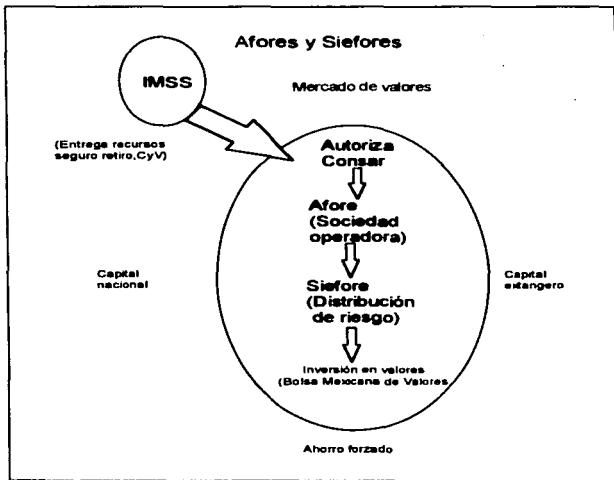 Afores y Siefores
IMSS
Mercado de valores
(Entrega recursos
seguro retiro,CyV)
Autoriza
Consar
Afore
(Sociedad
operadora)
Capital
nacional
Capital
extangero
Siefore
(Distribución
de riesgo)
Inversión en valores
(Bolsa Mexicana de Valores
Ahorro forzado